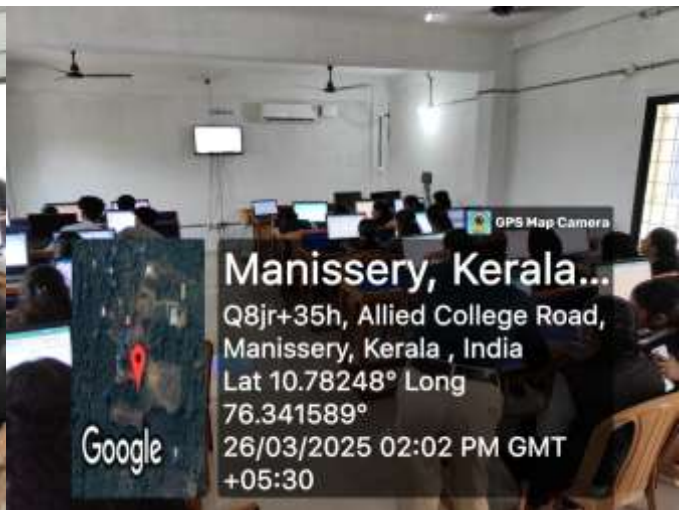 GPS Map Camera
Manissery, Kerala...
Q8jr+35h, Allied College Road,
Manissery, Kerala , India
Lat 10.78248° Long
76.341589°
26/03/2025 02:02 PM GMT
+05:30
Google